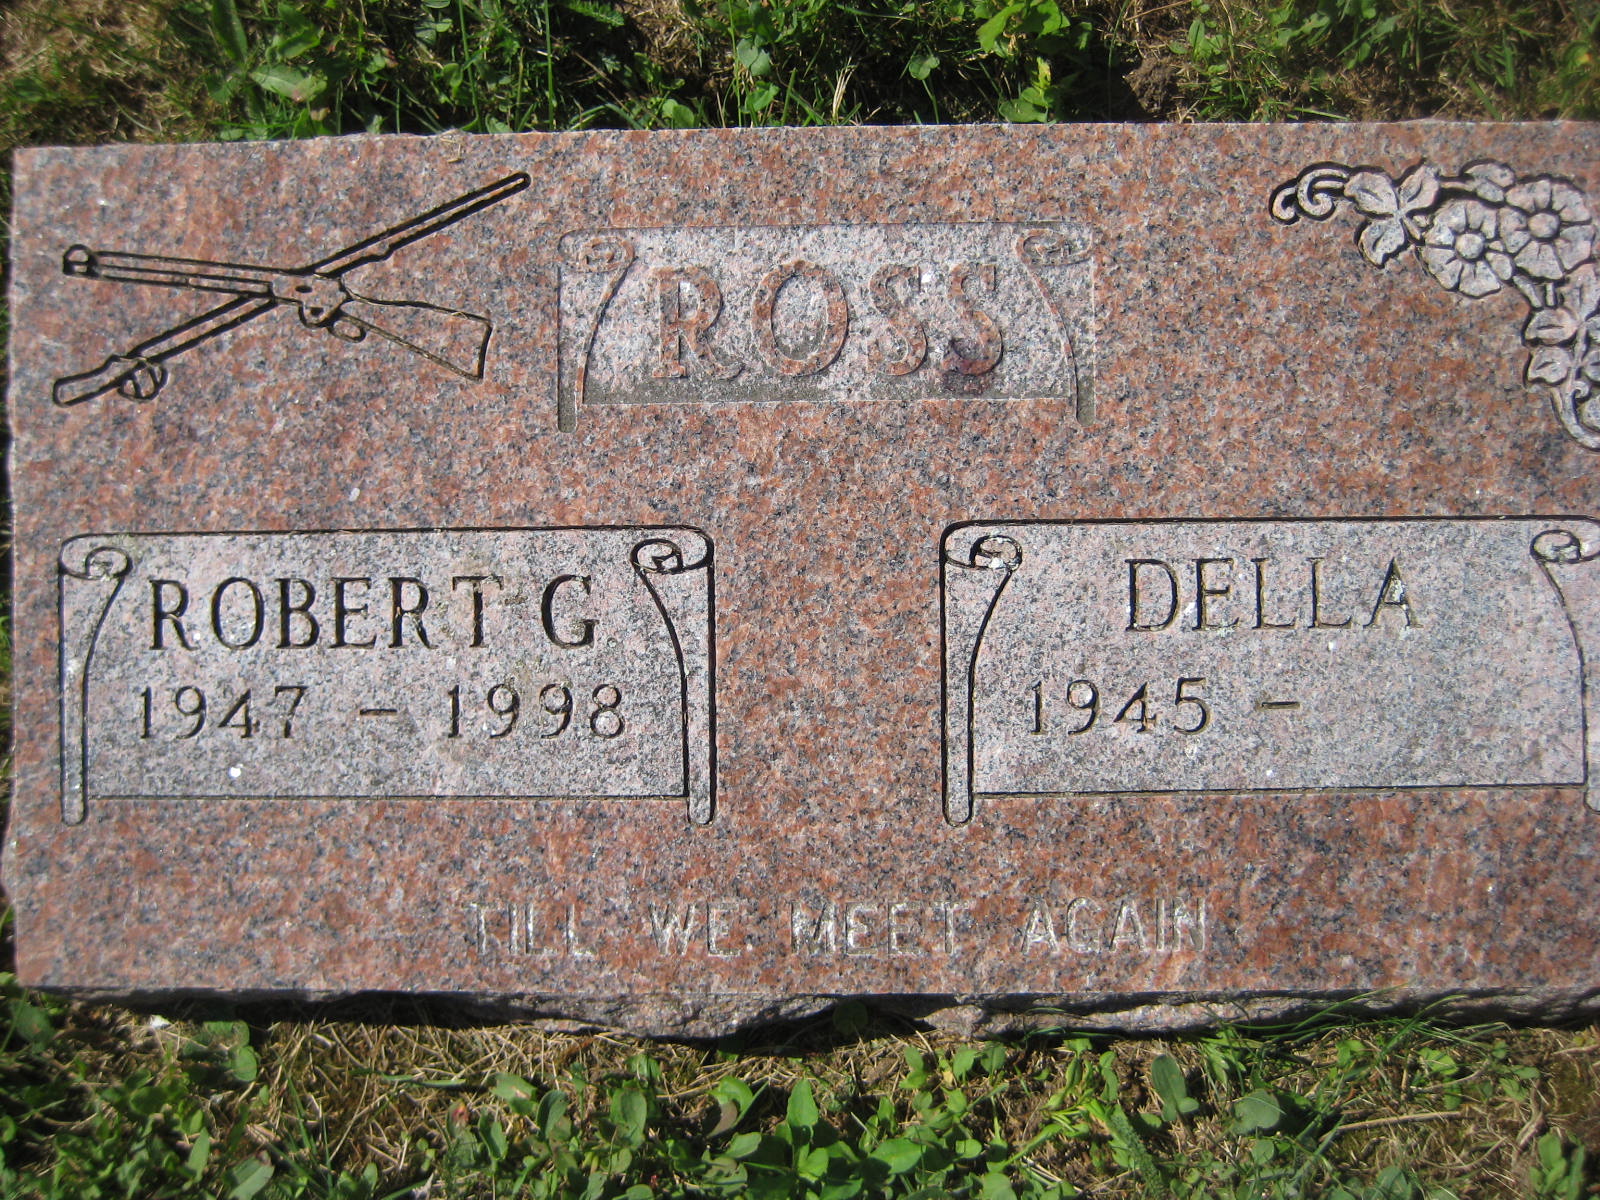 ROSS
ROBERT G
1947 - 1998
DELLA
1945 -
TILL WE MEET AGAIN